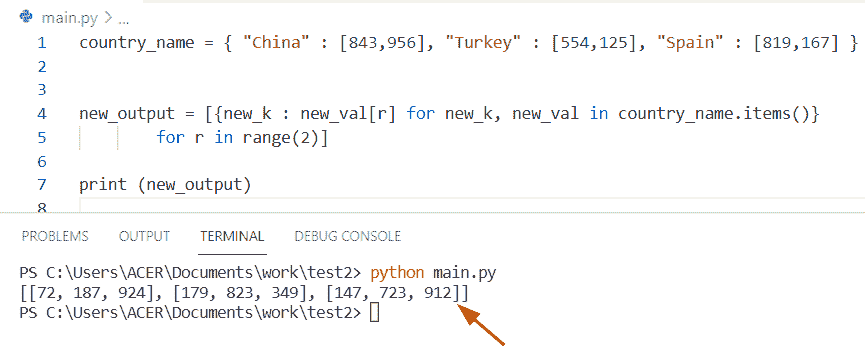 main.py > ...
1 country_name = { "China" : [843,956], "Turkey" : [554,125], "Spain" : [819,167] }
2
3
4 new_output = [{new_k : new_val[r] for new_k, new_val in country_name.items()}
5 for r in range(2)]
6
7 print (new_output)
8
PROBLEMS OUTPUT TERMINAL DEBUG CONSOLE
PS C:\Users\ACER\Documents\work\test2> python main.py
[[72, 187, 924], [179, 823, 349], [147, 723, 912]]
PS C:\Users\ACER\Documents\work\test2>